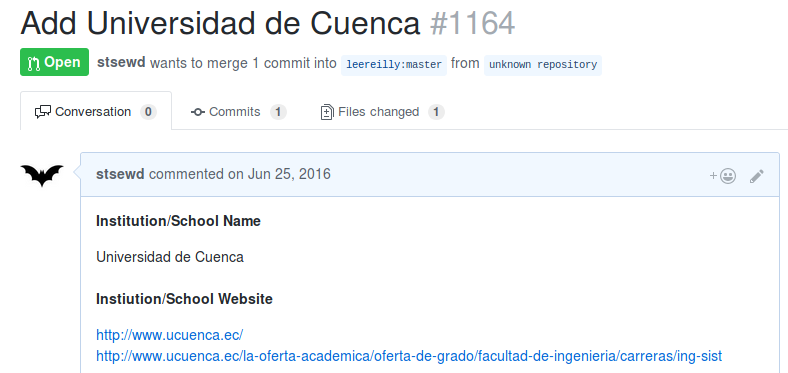 Add Universidad de Cuenca #1164
Open stsewd wants to merge 1 commit into leereilly:master from unknown repository
Conversation 0 Commits 1 Files changed 1
stsewd commented on Jun 25, 2016
Institution/School Name
Universidad de Cuenca
Instiution/School Website
http://www.ucuenca.ec/
http://www.ucuenca.ec/la-oferta-academica/oferta-de-grado/facultad-de-ingenieria/carreras/ing-sist